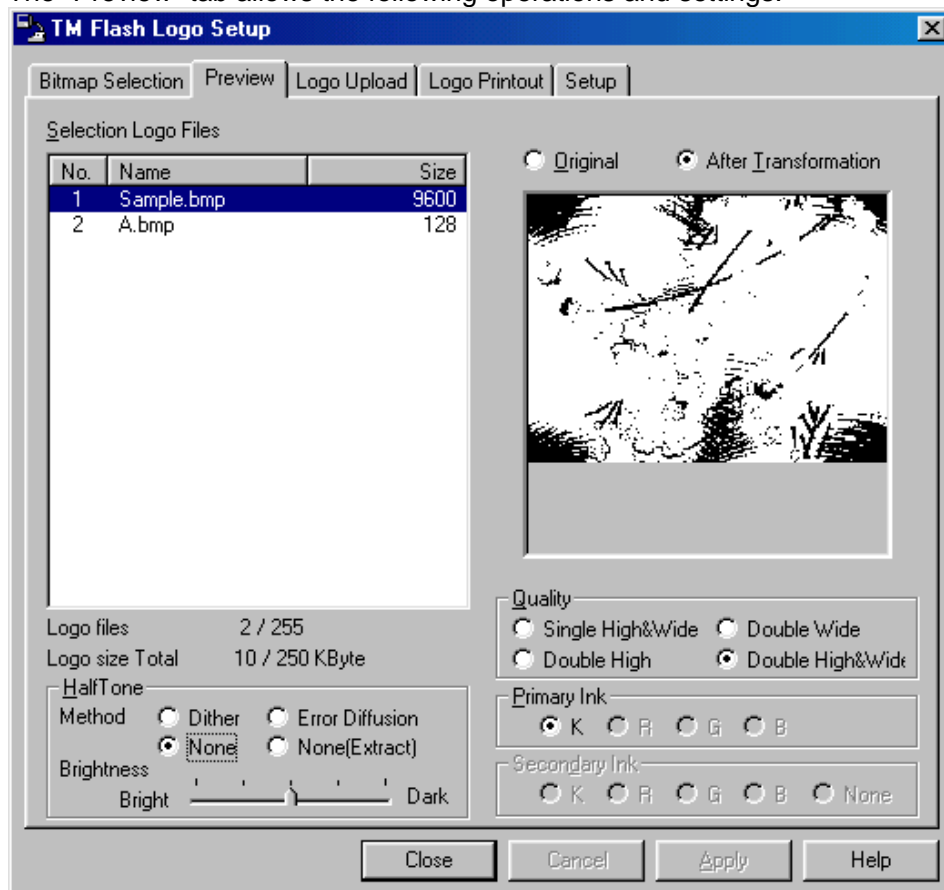 The "Preview" tab allows the following operations and settings.
TM Flash Logo Setup
Bitmap Selection Preview Logo Upload Logo Printout Setup
Selection Logo Files
Original After Transformation
No. Name Size
1 Sample.bmp 9600
2 A.bmp 128
Logo files 2 / 255
Logo size Total 10 / 250 KByte
HalfTone
Method Dither Error Diffusion
None None(Extract)
Brightness
Bright Dark
Quality
Single High&Wide Double Wide
Double High Double High&Wide
Primary Ink
K R G B
Secondary Ink
K R G B None
Close Cancel Apply Help